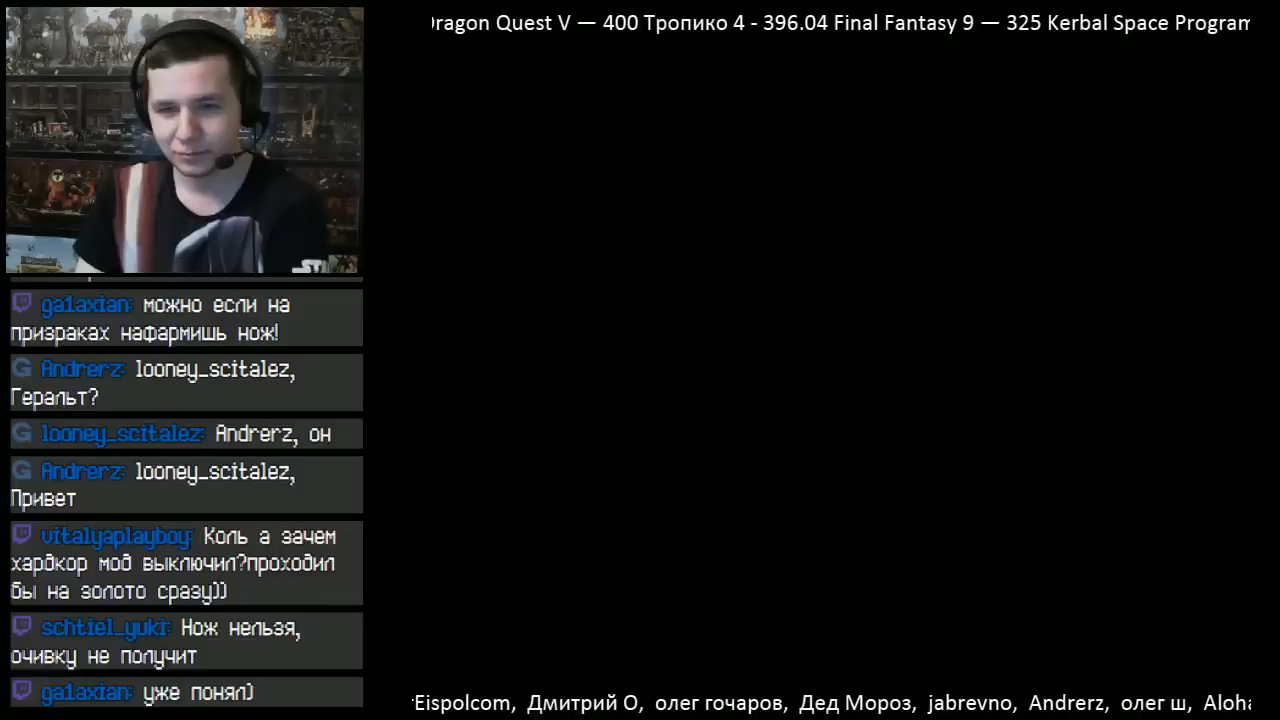 Dragon Quest V — 400 Тропико 4 - 396.04 Final Fantasy 9 — 325 Kerbal Space Program
ga1axian: можно если на
призраках нафармишь нож!
Andrerz: looney_scitalez,
Геральт?
looney_scitalez: Andrerz, он
Andrerz: looney_scitalez,
Привет
vitalyaplayboy: Коль а зачем
хардкор мод выключил?проходил
бы на золото сразу))
schtiel_yuki: Нож нельзя,
очивку не получит
ga1axian: уже понял)
Eispolcom, Дмитрий О, олег гочаров, Дед Мороз, jabrevno, Andrerz, олег ш, Aloha